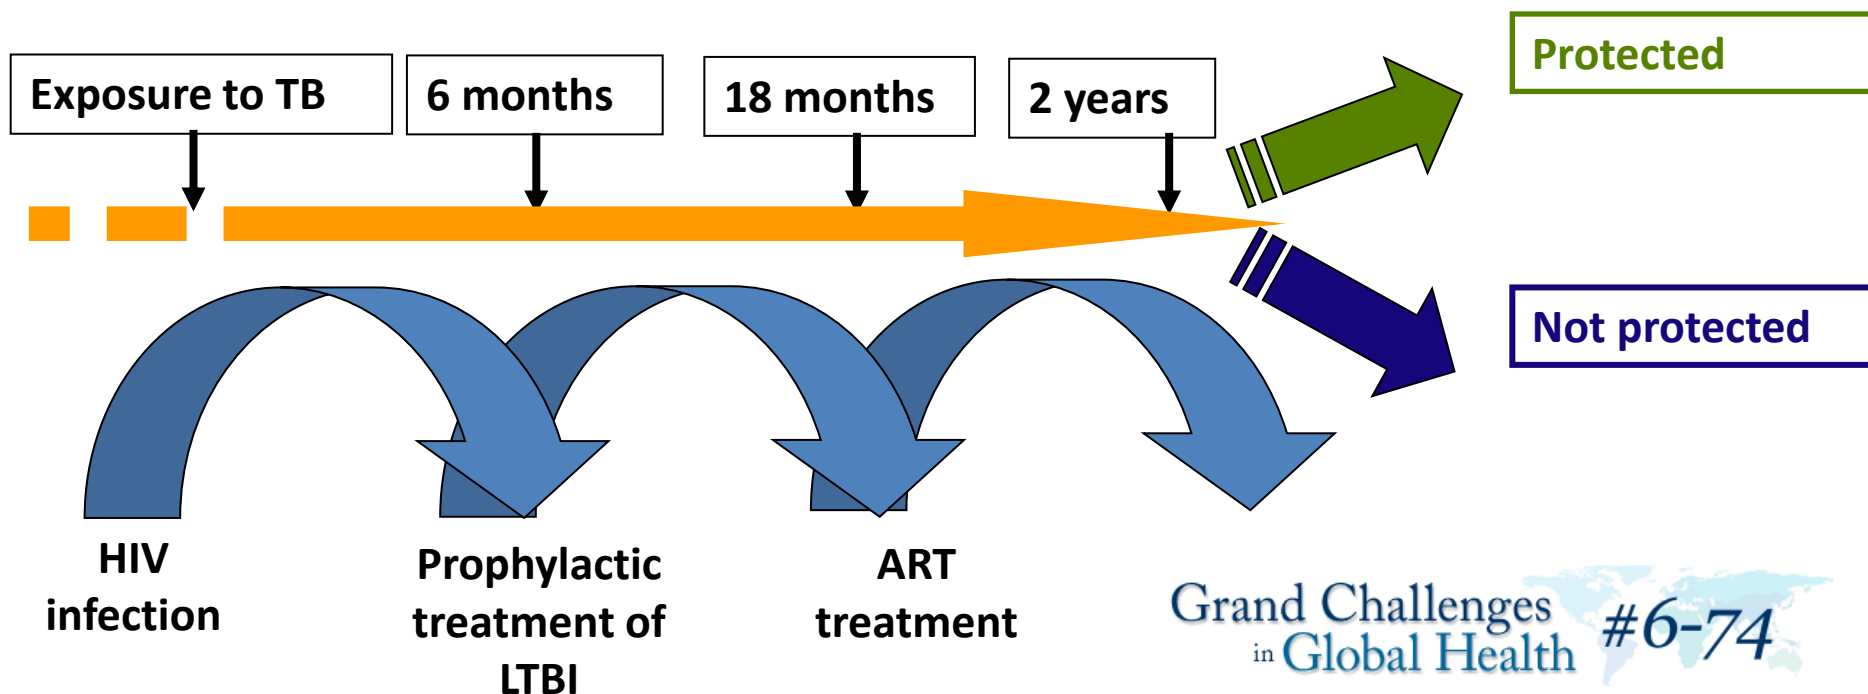 Protected
Exposure to TB
6 months
18 months
2 years
Not protected
HIV
infection
Prophylactic
treatment of
LTBI
ART
treatment
Grand Challenges
in Global Health
#6-74